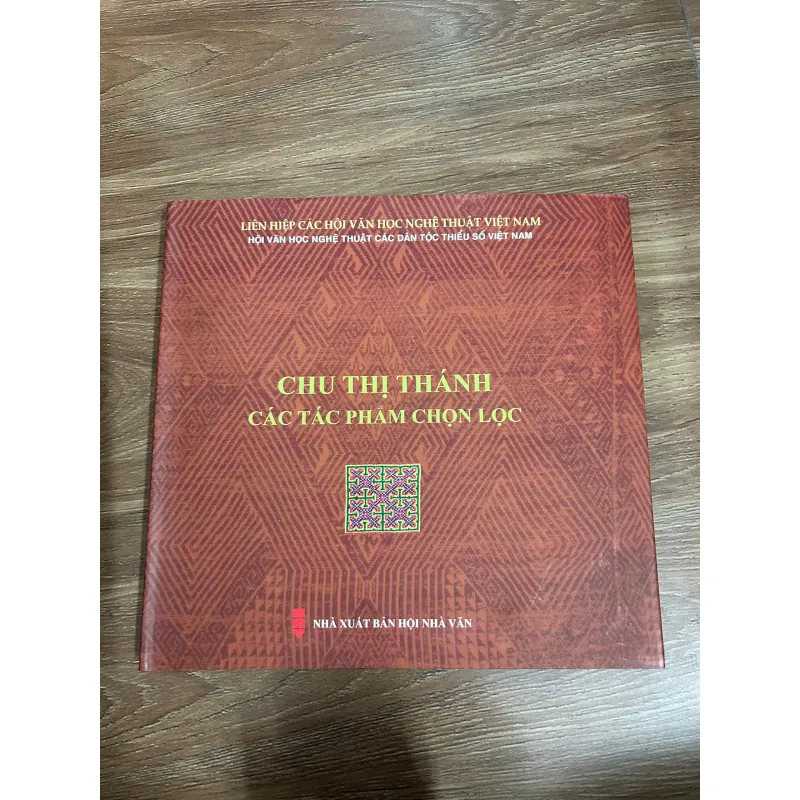 LIÊN HIỆP CÁC HỘI VĂN HỌC NGHỆ THUẬT VIỆT NAM
HỘI VĂN HỌC NGHỆ THUẬT CÁC DÂN TỘC THIỂU SỐ VIỆT NAM
CHU THỊ THÁNH
CÁC TÁC PHẨM CHỌN LỌC
NHÀ XUẤT BẢN HỘI NHÀ VĂN